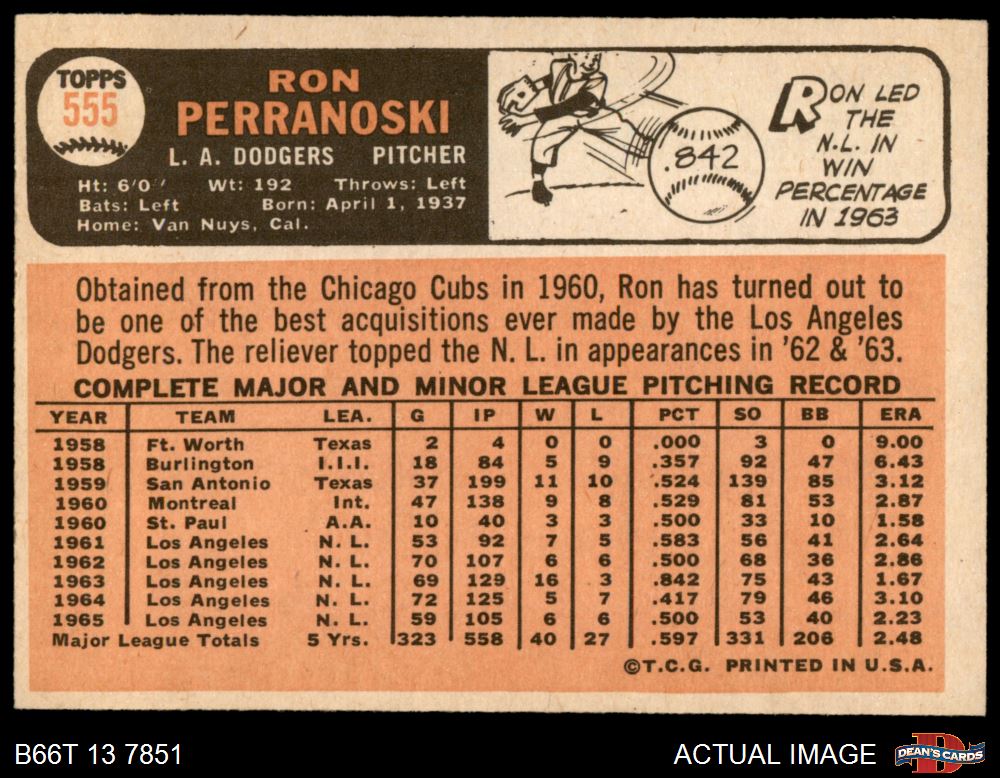 TOPPS
555
RON
PERRANOSKI
L. A. DODGERS PITCHER
Ht: 6'0" Wt: 192 Throws: Left
Bats: Left Born: April 1, 1937
Home: Van Nuys, Cal.
.842
RON LED
THE
N.L. IN
WIN
PERCENTAGE
IN 1963
Obtained from the Chicago Cubs in 1960, Ron has turned out to
be one of the best acquisitions ever made by the Los Angeles
Dodgers. The reliever topped the N. L. in appearances in '62 & '63.
COMPLETE MAJOR AND MINOR LEAGUE PITCHING RECORD
YEAR TEAM LEA. G IP W L PCT SO BB ERA
1958 Ft. Worth Texas 2 4 0 0 .000 3 0 9.00
1958 Burlington I.I.I. 18 84 5 9 .357 92 47 6.43
1959 San Antonio Texas 37 199 11 10 .524 139 85 3.12
1960 Montreal Int. 47 138 9 8 .529 81 53 2.87
1960 St. Paul A.A. 10 40 3 3 .500 33 10 1.58
1961 Los Angeles N. L. 53 92 7 5 .583 56 41 2.64
1962 Los Angeles N. L. 70 107 6 6 .500 68 36 2.86
1963 Los Angeles N. L. 69 129 16 3 .842 75 43 1.67
1964 Los Angeles N. L. 72 125 5 7 .417 79 46 3.10
1965 Los Angeles N. L. 59 105 6 6 .500 53 40 2.23
Major League Totals 5 Yrs. 323 558 40 27 .597 331 206 2.48
©T.C.G. PRINTED IN U.S.A.
B66T 13 7851 ACTUAL IMAGE
DEAN'S CARDS